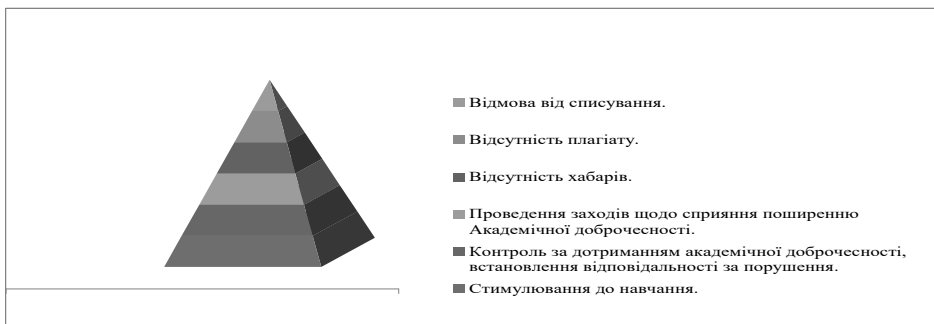 Відмова від списування.
Відсутність плагіату.
Відсутність хабарів.
Проведення заходів щодо сприяння поширенню
Академічної доброчесності.
Контроль за дотриманням академічної доброчесності,
встановлення відповідальності за порушення.
Стимулювання до навчання.